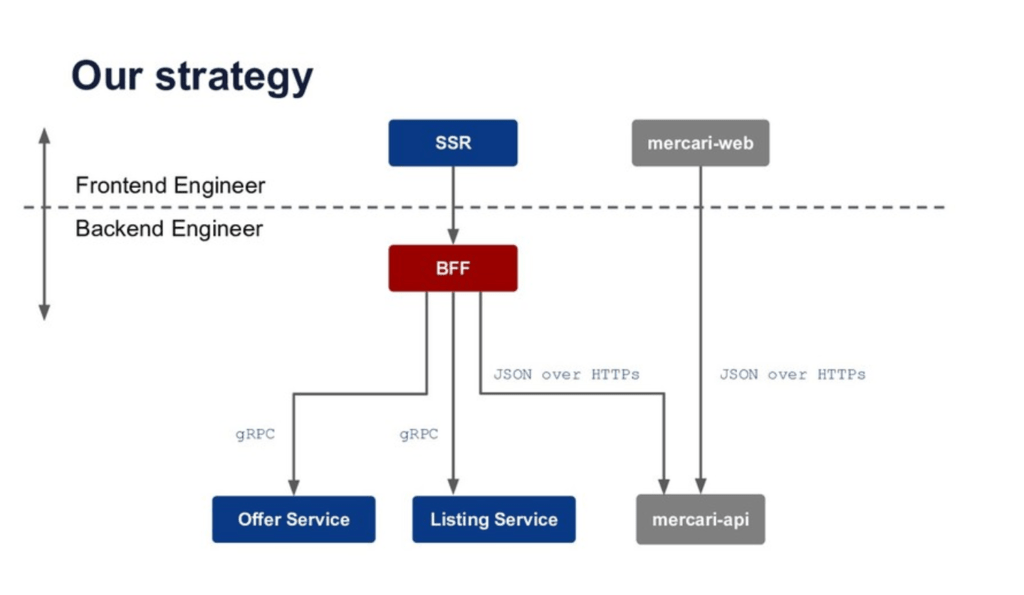 Our strategy
SSR
mercari-web
Frontend Engineer
Backend Engineer
BFF
JSON over HTTPs
JSON over HTTPs
gRPC
gRPC
Offer Service
Listing Service
mercari-api